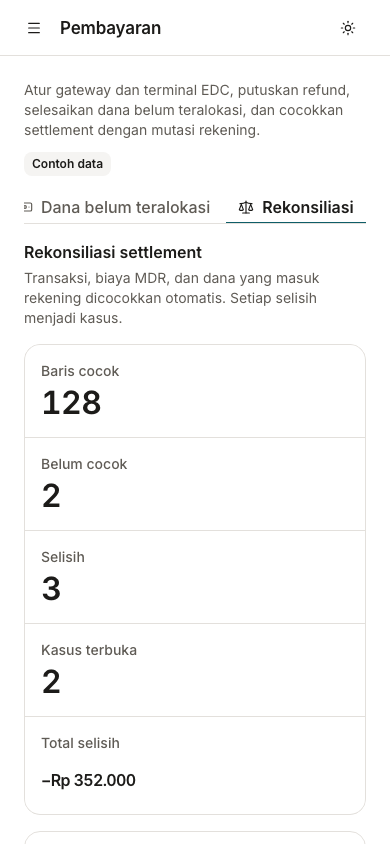 Pembayaran
Atur gateway dan terminal EDC, putuskan refund,
selesaikan dana belum teralokasi, dan cocokkan
settlement dengan mutasi rekening.
Contoh data
Dana belum teralokasi
Rekonsiliasi
Rekonsiliasi settlement
Transaksi, biaya MDR, dan dana yang masuk
rekening dicocokkan otomatis. Setiap selisih
menjadi kasus.
Baris cocok
128
Belum cocok
2
Selisih
3
Kasus terbuka
2
Total selisih
−Rp 352.000